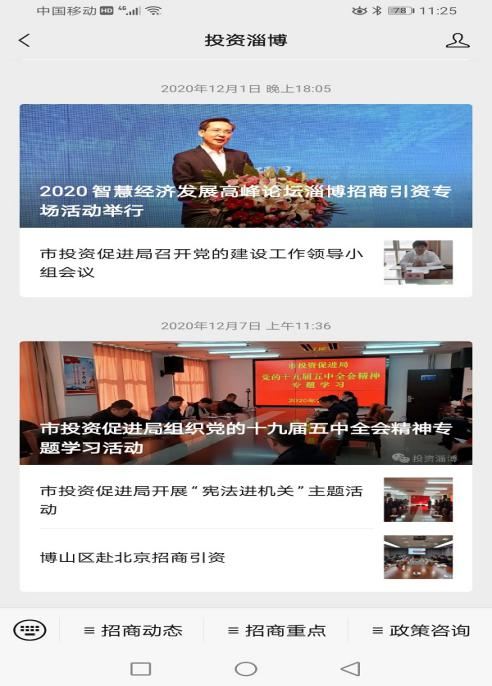 中国移动 HD 4G 78 11:25
投资淄博
2020年12月1日 晚上18:05
2020智慧经济发展高峰论坛淄博招商引资专
场活动举行
市投资促进局召开党的建设工作领导小
组会议
2020年12月7日 上午11:36
市投资促进局
党的十九届五中全会精神
专题学习
市投资促进局组织党的十九届五中全会精神专
题学习活动
投资淄博
市投资促进局开展“宪法进机关”主题活
动
博山区赴北京招商引资
招商动态 招商重点 政策咨询